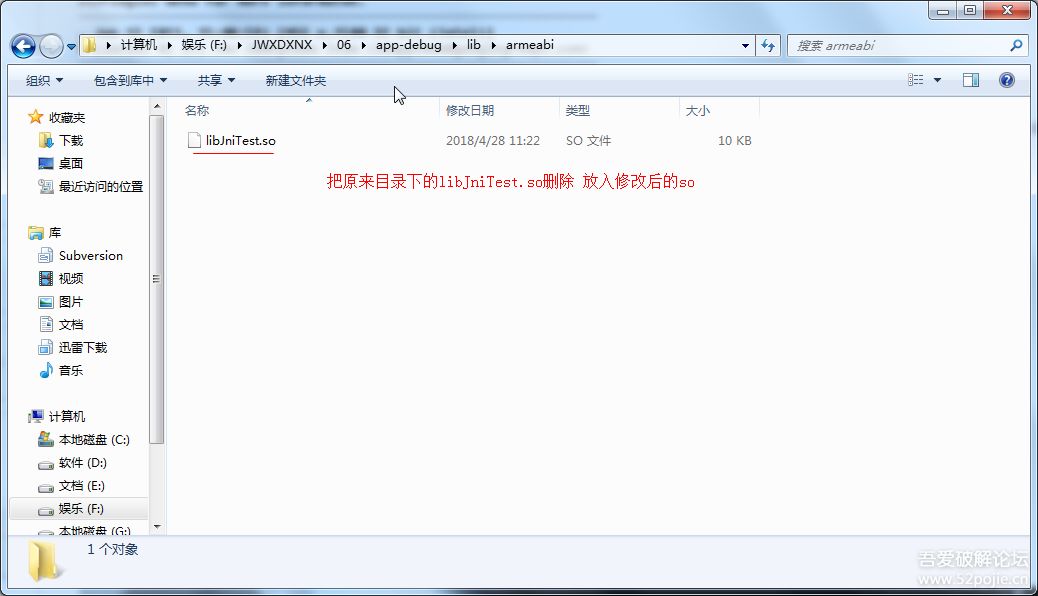 计算机 娱乐 (F:) JWXDXNX 06 app-debug lib armeabi
搜索 armeabi
组织 包含到库中 共享 新建文件夹
名称 修改日期 类型 大小
libJniTest.so 2018/4/28 11:22 SO 文件 10 KB
把原来目录下的libJniTest.so删除 放入修改后的so
收藏夹
下载
桌面
最近访问的位置
库
Subversion
视频
图片
文档
迅雷下载
音乐
计算机
本地磁盘 (C:)
软件 (D:)
文档 (E:)
娱乐 (F:)
本地磁盘 (G:)
1 个对象
吾爱破解论坛
www.52pojie.cn